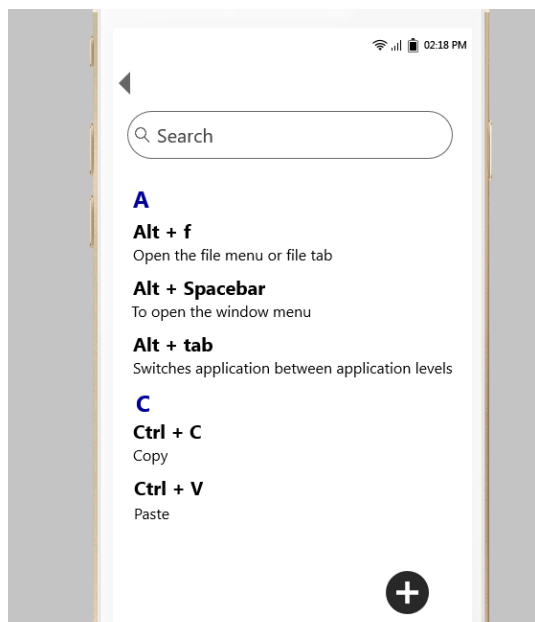 02:18 PM
Search
A
Alt + f
Open the file menu or file tab
Alt + Spacebar
To open the window menu
Alt + tab
Switches application between application levels
C
Ctrl + C
Copy
Ctrl + V
Paste